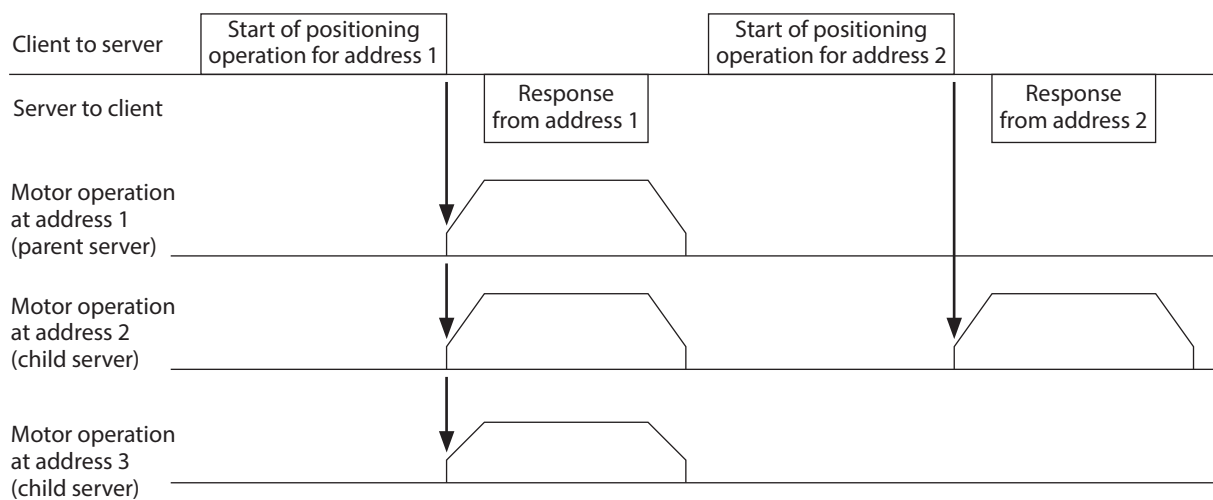 Client to server
Start of positioning
operation for address 1
Start of positioning
operation for address 2
Server to client
Response
from address 1
Response
from address 2
Motor operation
at address 1
(parent server)
Motor operation
at address 2
(child server)
Motor operation
at address 3
(child server)